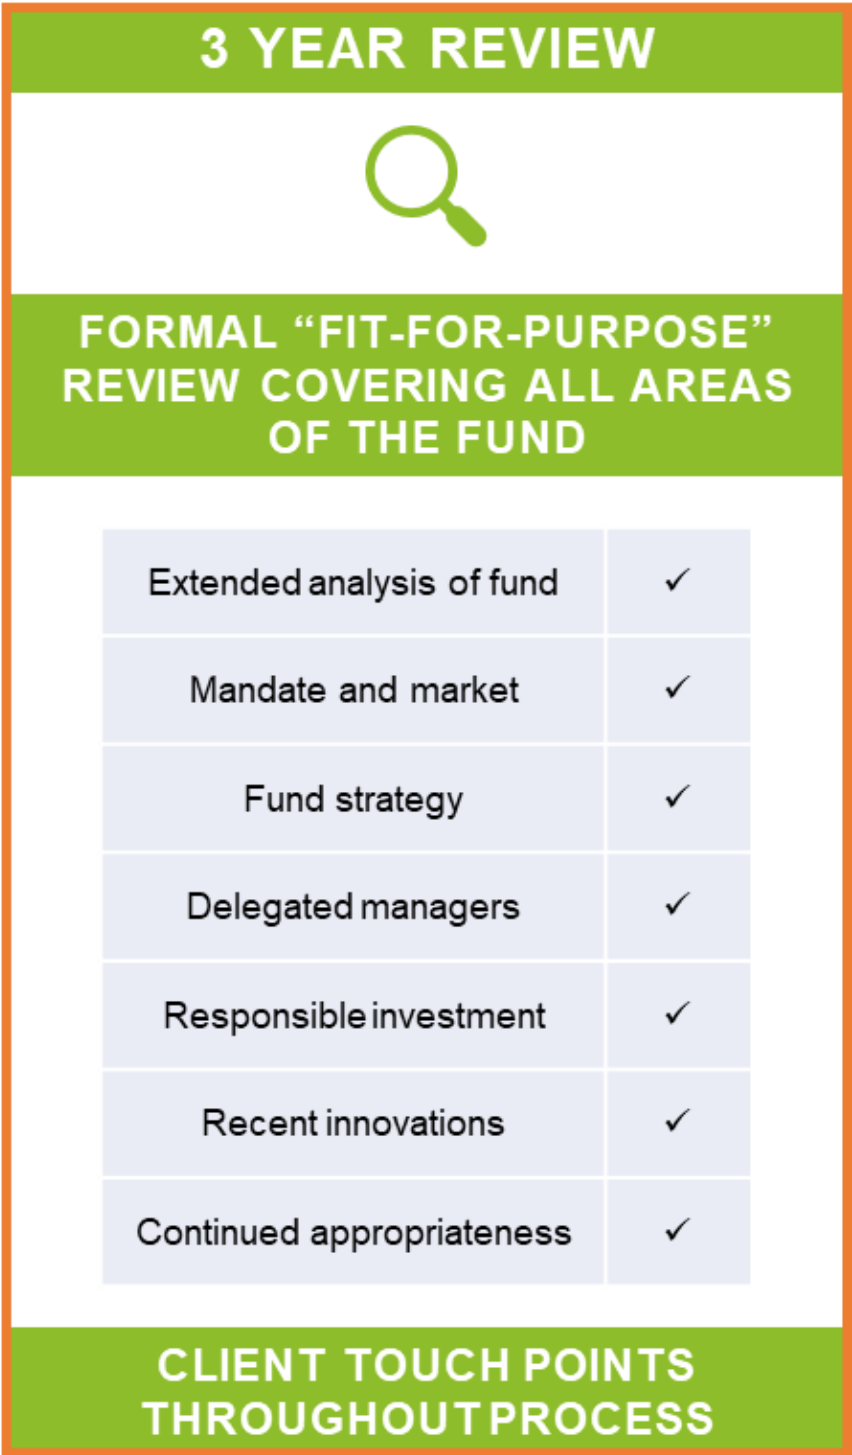 3 YEAR REVIEW
FORMAL “FIT-FOR-PURPOSE”
REVIEW COVERING ALL AREAS
OF THE FUND
Extended analysis of fund ✓
Mandate and market ✓
Fund strategy ✓
Delegated managers ✓
Responsible investment ✓
Recent innovations ✓
Continued appropriateness ✓
CLIENT TOUCH POINTS
THROUGHOUT PROCESS